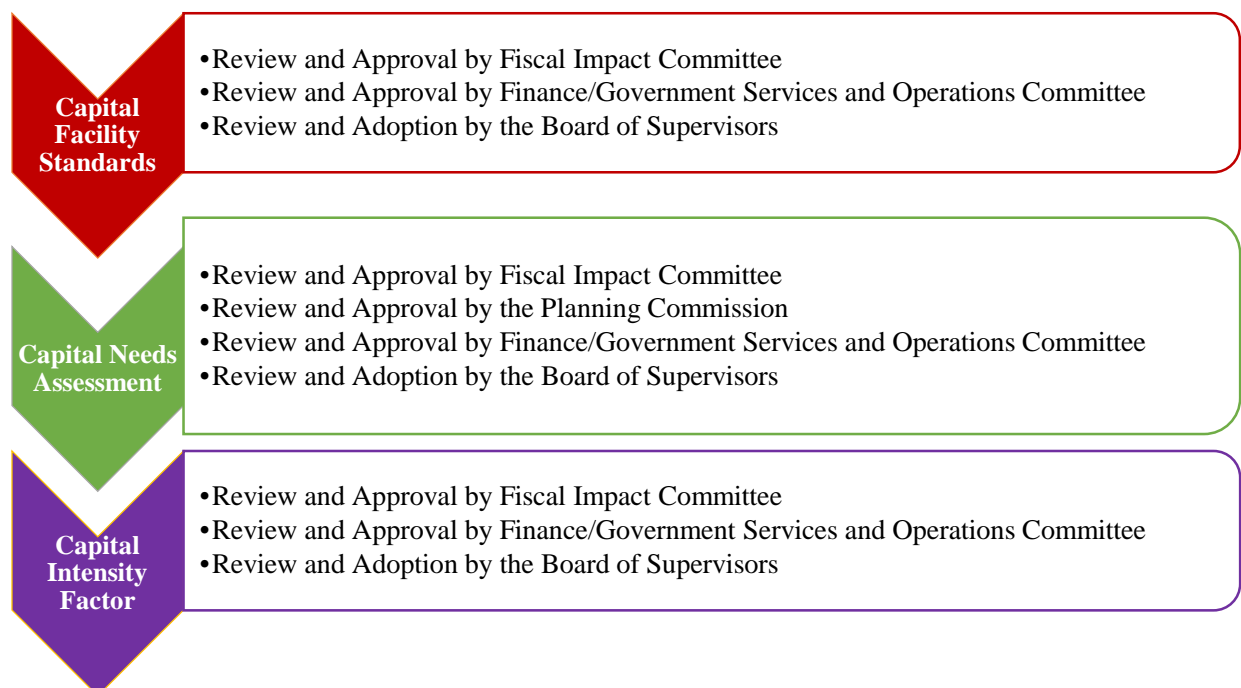 Capital
Facility
Standards
•Review and Approval by Fiscal Impact Committee
•Review and Approval by Finance/Government Services and Operations Committee
•Review and Adoption by the Board of Supervisors
Capital Needs
Assessment
•Review and Approval by Fiscal Impact Committee
•Review and Approval by the Planning Commission
•Review and Approval by Finance/Government Services and Operations Committee
•Review and Adoption by the Board of Supervisors
Capital
Intensity
Factor
•Review and Approval by Fiscal Impact Committee
•Review and Approval by Finance/Government Services and Operations Committee
•Review and Adoption by the Board of Supervisors